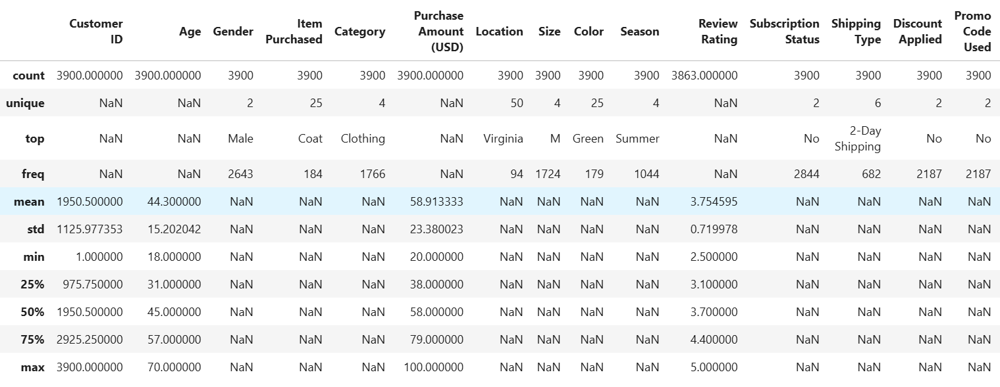 Customer ID Age Gender Item Purchased Category Purchase Amount (USD) Location Size Color Season Review Rating Subscription Status Shipping Type Discount Applied Promo Code Used
count 3900.000000 3900.000000 3900 3900 3900 3900.000000 3900 3900 3900 3900 3863.000000 3900 3900 3900 3900
unique NaN NaN 2 25 4 NaN 50 4 25 4 NaN 2 6 2 2
top NaN NaN Male Coat Clothing NaN Virginia M Green Summer NaN No 2-Day Shipping No No
freq NaN NaN 2643 184 1766 NaN 94 1724 179 1044 NaN 2844 682 2187 2187
mean 1950.500000 44.300000 NaN NaN NaN 58.913333 NaN NaN NaN NaN 3.754595 NaN NaN NaN NaN
std 1125.977353 15.202042 NaN NaN NaN 23.380023 NaN NaN NaN NaN 0.719978 NaN NaN NaN NaN
min 1.000000 18.000000 NaN NaN NaN 20.000000 NaN NaN NaN NaN 2.500000 NaN NaN NaN NaN
25% 975.750000 31.000000 NaN NaN NaN 38.000000 NaN NaN NaN NaN 3.100000 NaN NaN NaN NaN
50% 1950.500000 45.000000 NaN NaN NaN 58.000000 NaN NaN NaN NaN 3.700000 NaN NaN NaN NaN
75% 2925.250000 57.000000 NaN NaN NaN 79.000000 NaN NaN NaN NaN 4.400000 NaN NaN NaN NaN
max 3900.000000 70.000000 NaN NaN NaN 100.000000 NaN NaN NaN NaN 5.000000 NaN NaN NaN NaN